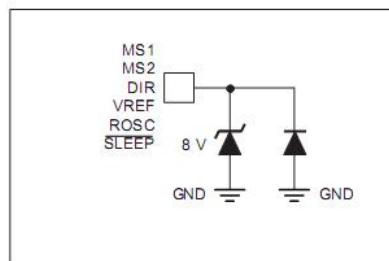 MS1
MS2
DIR
VREF
ROSC
SLEEP
8 V
GND
GND